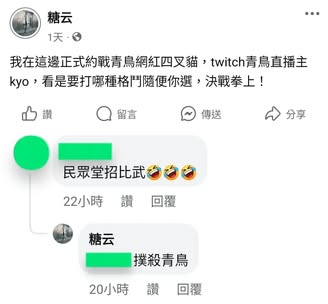 糖云
1天
我在這邊正式約戰青鳥網紅四叉貓，twitch青鳥直播主
kyo，看是要打哪種格鬥隨便你選，決戰拳上！
讚 留言 傳送 分享
民眾堂招比武🤣🤣🤣
22小時 讚 回覆
糖云
撲殺青鳥
20小時 讚 回覆